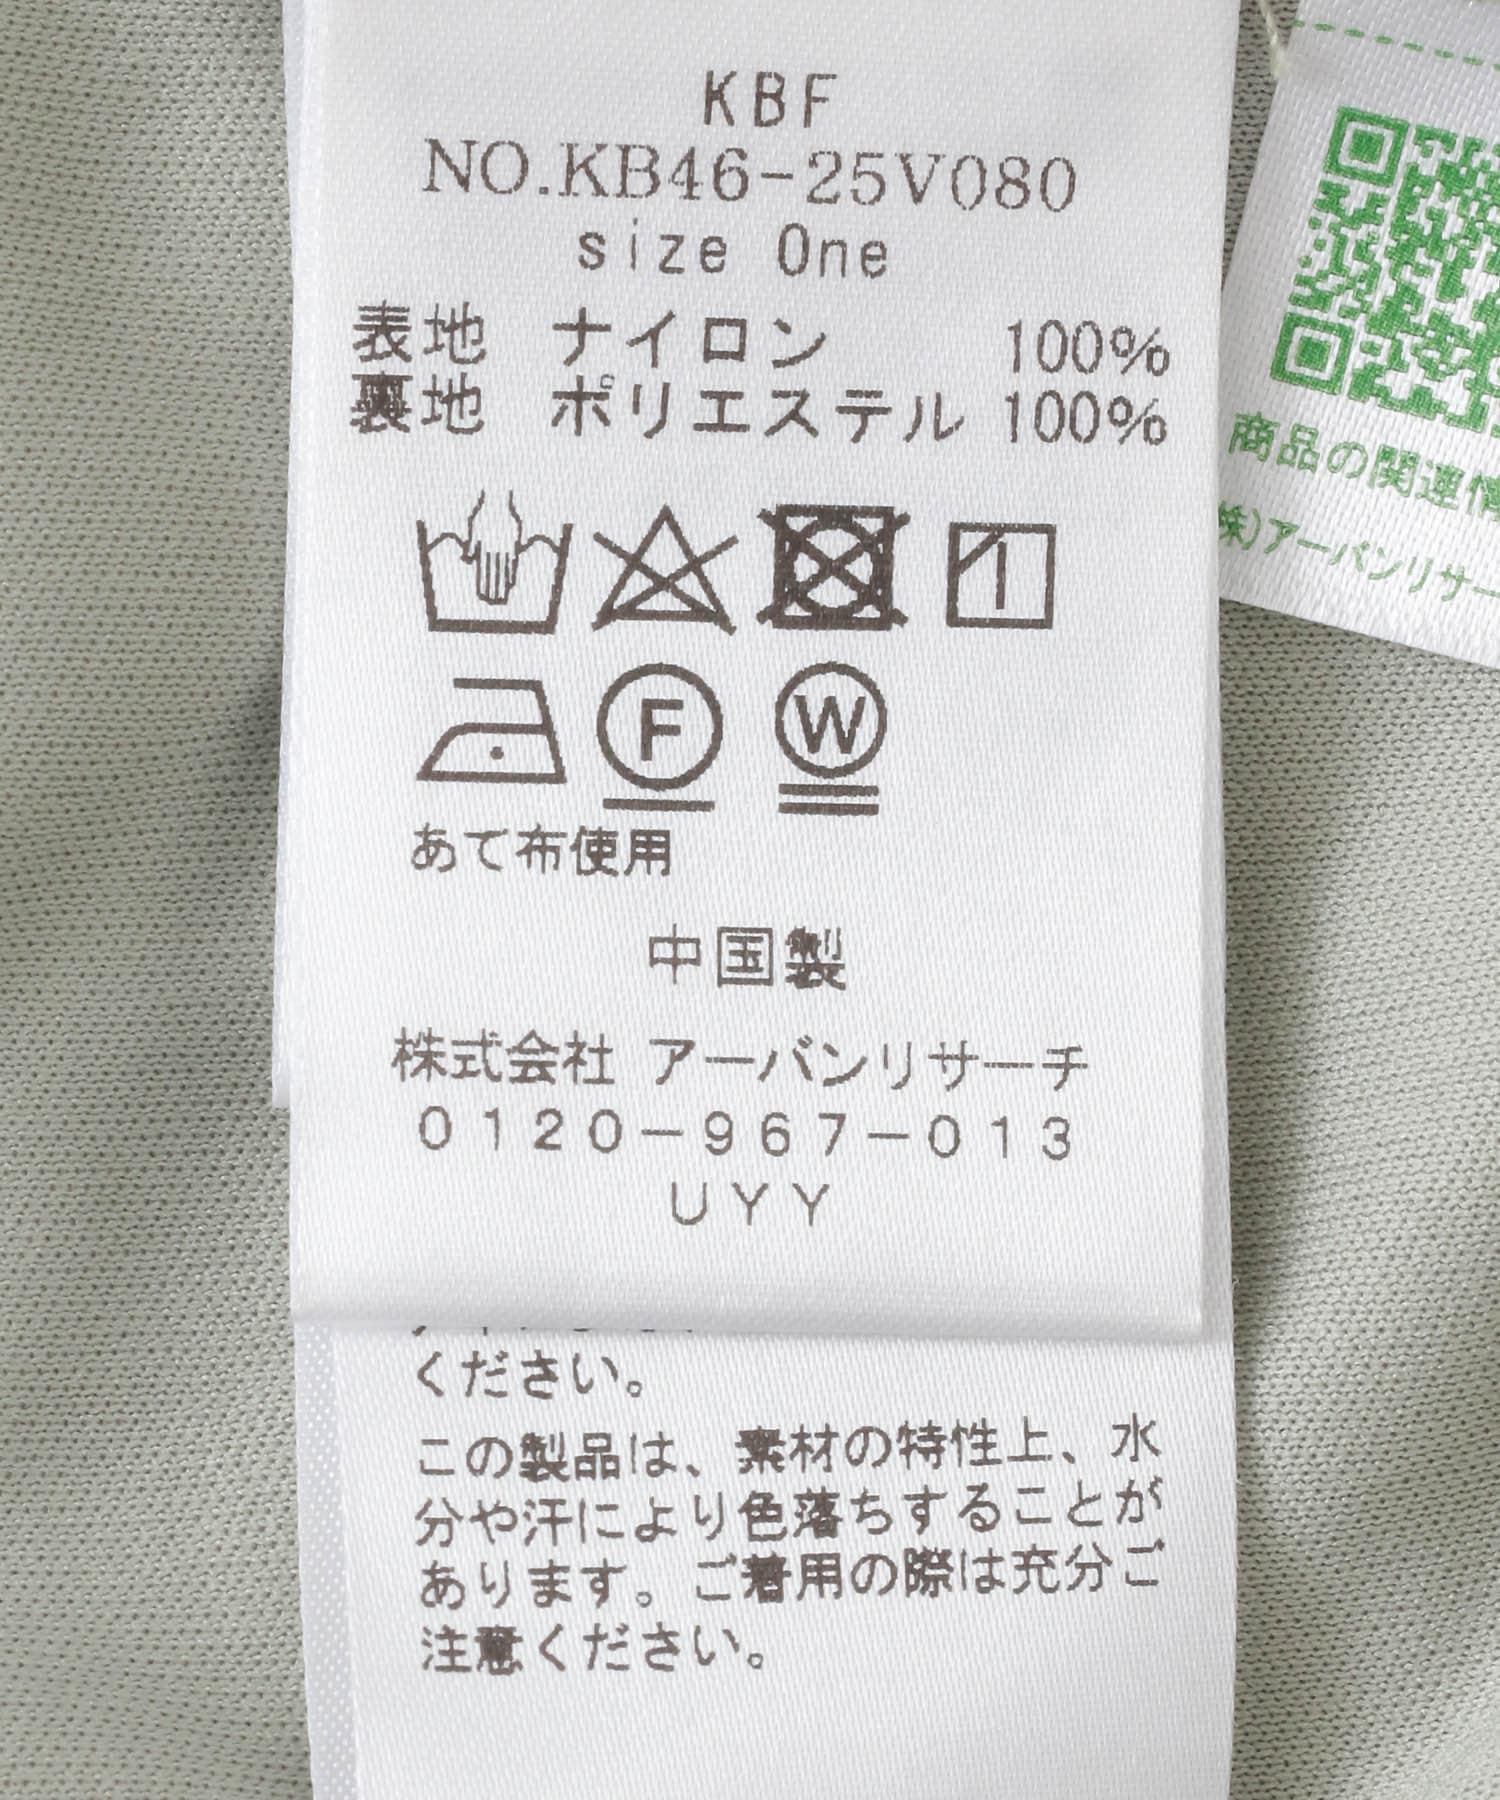 KBF
NO.KB46-25V080
size One
表地 ナイロン 100%
裏地 ポリエステル 100%
F
W
あて布使用
中国製
株式会社 アーバンリサーチ
0120-967-013
UYY
ください。
この製品は、素材の特性上、水
分や汗により色落ちすることが
あります。ご着用の際は充分ご
注意ください。
商品の関連情
株)アーバンリサー